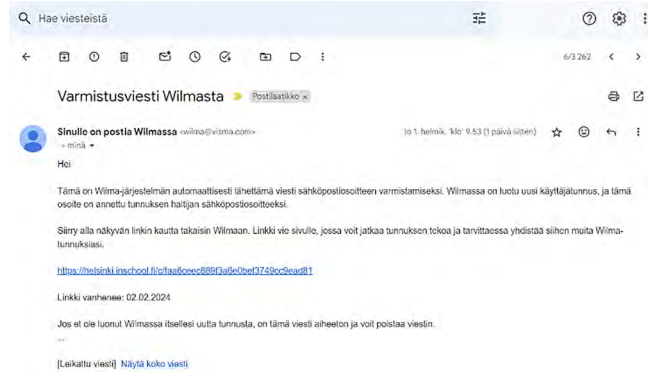 Hae viesteistä
6/3 262
Varmistusviesti Wilmasta Postilaatikko x
Sinulle on postia Wilmassa <wilma@visma.com> to 1. helmik. 'klo' 9.53 (1 päivä sitten)
-> minä
Hei
Tämä on Wilma-järjestelmän automaattisesti lähettämä viesti sähköpostiosoitteen varmistamiseksi. Wilmassa on luotu uusi käyttäjätunnus, ja tämä
osoite on annettu tunnuksen haltijan sähköpostiosoitteeksi.
Siirry alla näkyvän linkin kautta takaisin Wilmaan. Linkki vie sivulle, jossa voit jatkaa tunnuksen tekoa ja tarvittaessa yhdistää siihen muita Wilma-
tunnuksiasi.
https://helsinki.inschool.fi/c/faa6ceec889f3a6e0bef3749cc9ead81
Linkki vanhenee: 02.02.2024
Jos et ole luonut Wilmassa itsellesi uutta tunnusta, on tämä viesti aiheeton ja voit poistaa viestin.
...
[Leikattu viesti] Näytä koko viesti